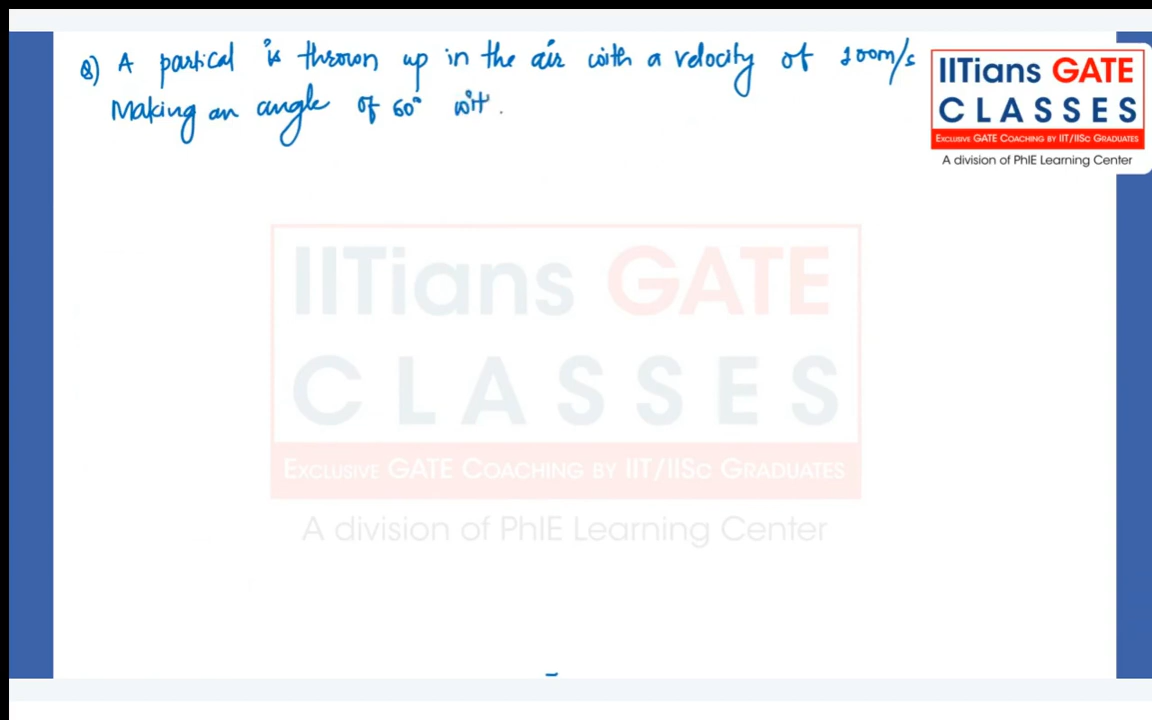 Q) A partical is thrown up in the air with a velocity of 100m/s
Making an angle of 60° wit
IITians GATE
CLASSES
EXCLUSIVE GATE COACHING BY IIT/IISc GRADUATES
A division of PhIE Learning Center
IITians GATE
CLASSES
EXCLUSIVE GATE COACHING BY IIT/IISc GRADUATES
A division of PhIE Learning Center